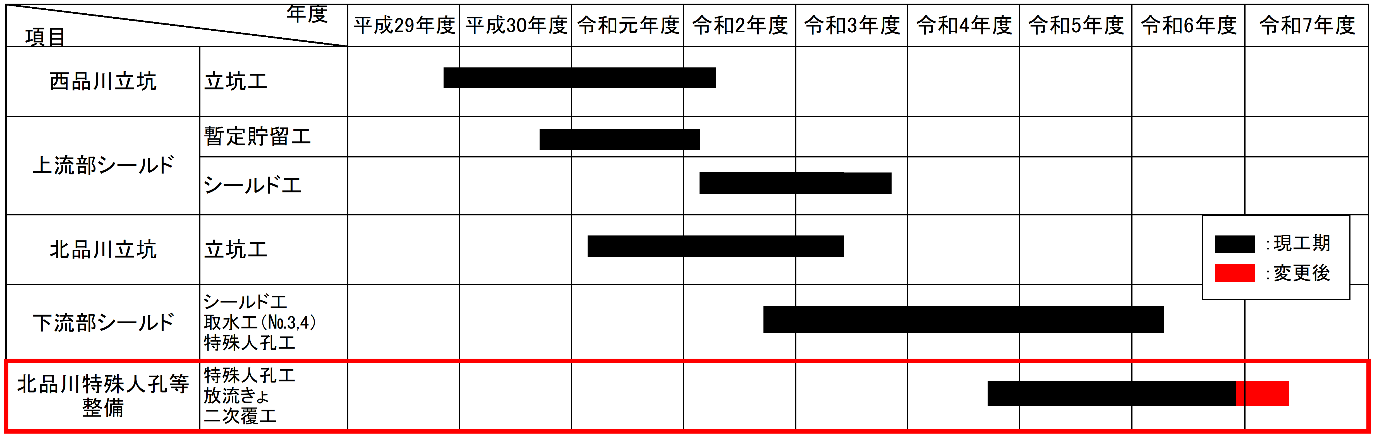 年度
項目
平成29年度 平成30年度 令和元年度 令和2年度 令和3年度 令和4年度 令和5年度 令和6年度 令和7年度
西品川立坑 立坑工
上流部シールド
暫定貯留工
シールド工
北品川立坑 立坑工
:現工期
:変更後
下流部シールド
シールド工
取水工(№3,4)
特殊人孔工
北品川特殊人孔等
整備
特殊人孔工
放流きょ
二次覆工